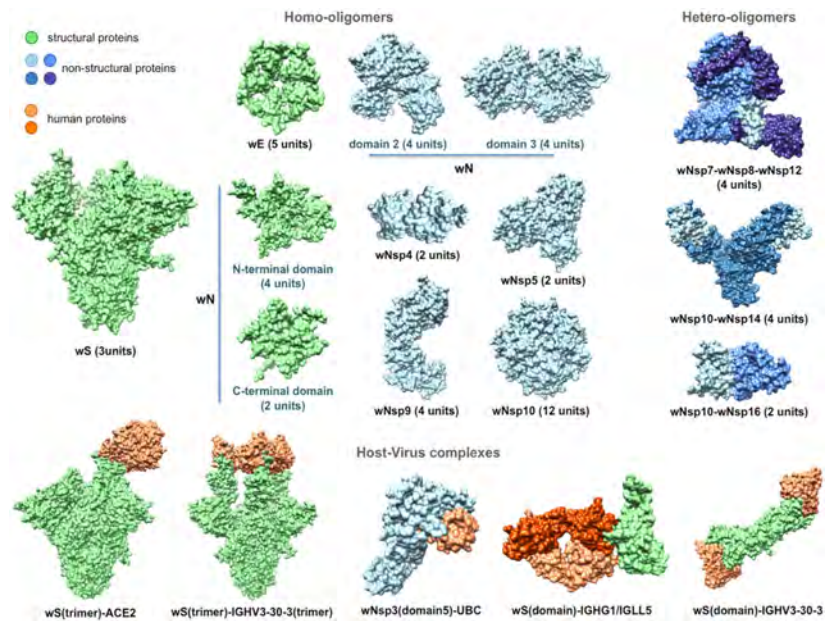 Homo-oligomers
Hetero-oligomers
structural proteins
non-structural proteins
human proteins
wE (5 units)
domain 2 (4 units)
domain 3 (4 units)
wN
wNsp7-wNsp8-wNsp12
(4 units)
wS (3units)
wN
N-terminal domain
(4 units)
wNsp4 (2 units)
wNsp5 (2 units)
wNsp10-wNsp14 (4 units)
C-terminal domain
(2 units)
wNsp9 (4 units)
wNsp10 (12 units)
wNsp10-wNsp16 (2 units)
Host-Virus complexes
wS(trimer)-ACE2
wS(trimer)-IGHV3-30-3(trimer)
wNsp3(domain5)-UBC
wS(domain)-IGHG1/IGLL5
wS(domain)-IGHV3-30-3